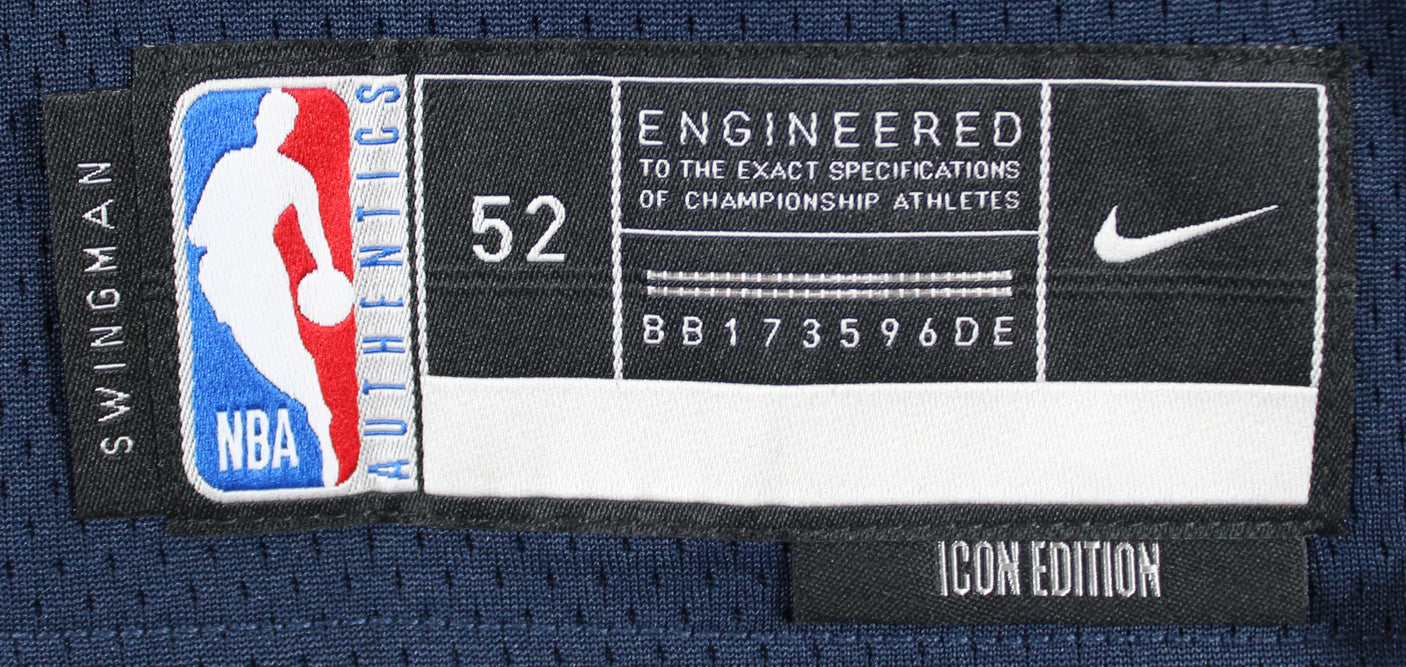 SWINGMAN
NBA
AUTHENTICS
52
ENGINEERED
TO THE EXACT SPECIFICATIONS
OF CHAMPIONSHIP ATHLETES
BB173596DE
ICON EDITION